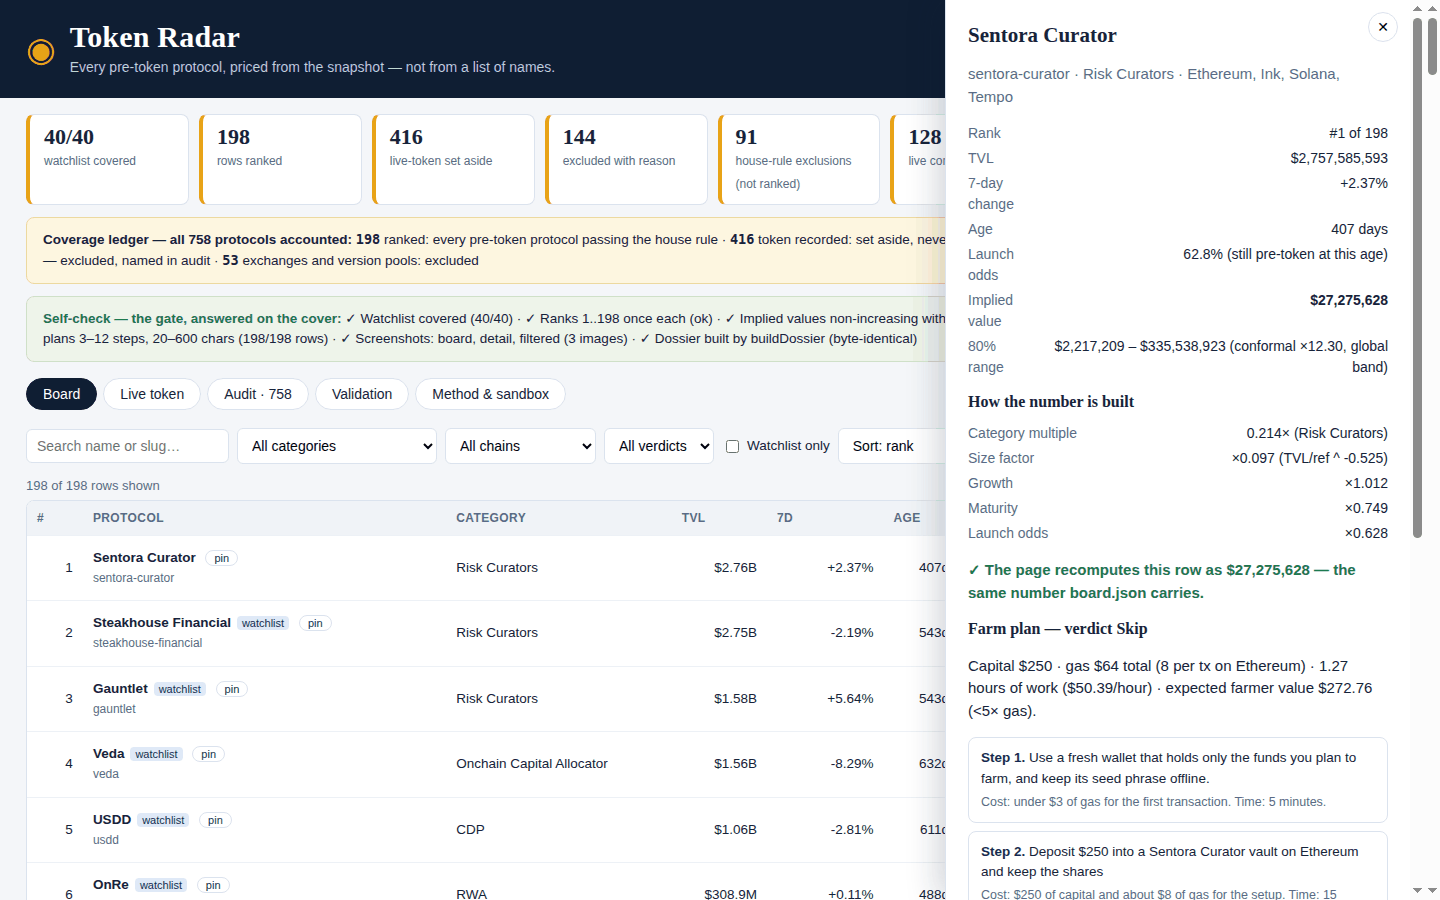 Token Radar
Every pre-token protocol, priced from the snapshot — not from a list of names.
40/40
watchlist covered
198
rows ranked
416
live-token set aside
144
excluded with reason
91
house-rule exclusions
(not ranked)
128
Coverage ledger — all 758 protocols accounted: 198 ranked: every pre-token protocol passing the house rule · 416 token recorded: set aside,
— excluded, named in audit · 53 exchanges and version pools: excluded
Self-check — the gate, answered on the cover: ✓ Watchlist covered (40/40) · ✓ Ranks 1..198 once each (ok) · ✓ Implied values non-increasing with
plans 3–12 steps, 20–600 chars (198/198 rows) · ✓ Screenshots: board, detail, filtered (3 images) · ✓ Dossier built by buildDossier (byte-identical)
Board
Live token
Audit · 758
Validation
Method & sandbox
Search name or slug…
All categories
All chains
All verdicts
Watchlist only
Sort: rank
198 of 198 rows shown
# PROTOCOL CATEGORY TVL 7D AGE
1 Sentora Curator pin Risk Curators $2.76B +2.37% 407d
sentora-curator
2 Steakhouse Financial watchlist pin Risk Curators $2.75B -2.19% 543d
steakhouse-financial
3 Gauntlet watchlist pin Risk Curators $1.58B +5.64% 543d
gauntlet
4 Veda watchlist pin Onchain Capital Allocator $1.56B -8.29% 632d
veda
5 USDD watchlist pin CDP $1.06B -2.81% 611d
usdd
6 OnRe watchlist pin RWA $308.9M +0.11% 488d
Sentora Curator
✕
sentora-curator · Risk Curators · Ethereum, Ink, Solana,
Tempo
Rank #1 of 198
TVL $2,757,585,593
7-day change +2.37%
Age 407 days
Launch odds 62.8% (still pre-token at this age)
Implied value $27,275,628
80% range $2,217,209 – $335,538,923 (conformal ×12.30, global band)
How the number is built
Category multiple 0.214× (Risk Curators)
Size factor ×0.097 (TVL/ref ^ -0.525)
Growth ×1.012
Maturity ×0.749
Launch odds ×0.628
✓ The page recomputes this row as $27,275,628 — the
same number board.json carries.
Farm plan — verdict Skip
Capital $250 · gas $64 total (8 per tx on Ethereum) · 1.27
hours of work ($50.39/hour) · expected farmer value $272.76
(<5× gas).
Step 1. Use a fresh wallet that holds only the funds you plan to
farm, and keep its seed phrase offline.
Cost: under $3 of gas for the first transaction. Time: 5 minutes.
Step 2. Deposit $250 into a Sentora Curator vault on Ethereum
and keep the shares
Cost: $250 of capital and about $8 of gas for the setup. Time: 15